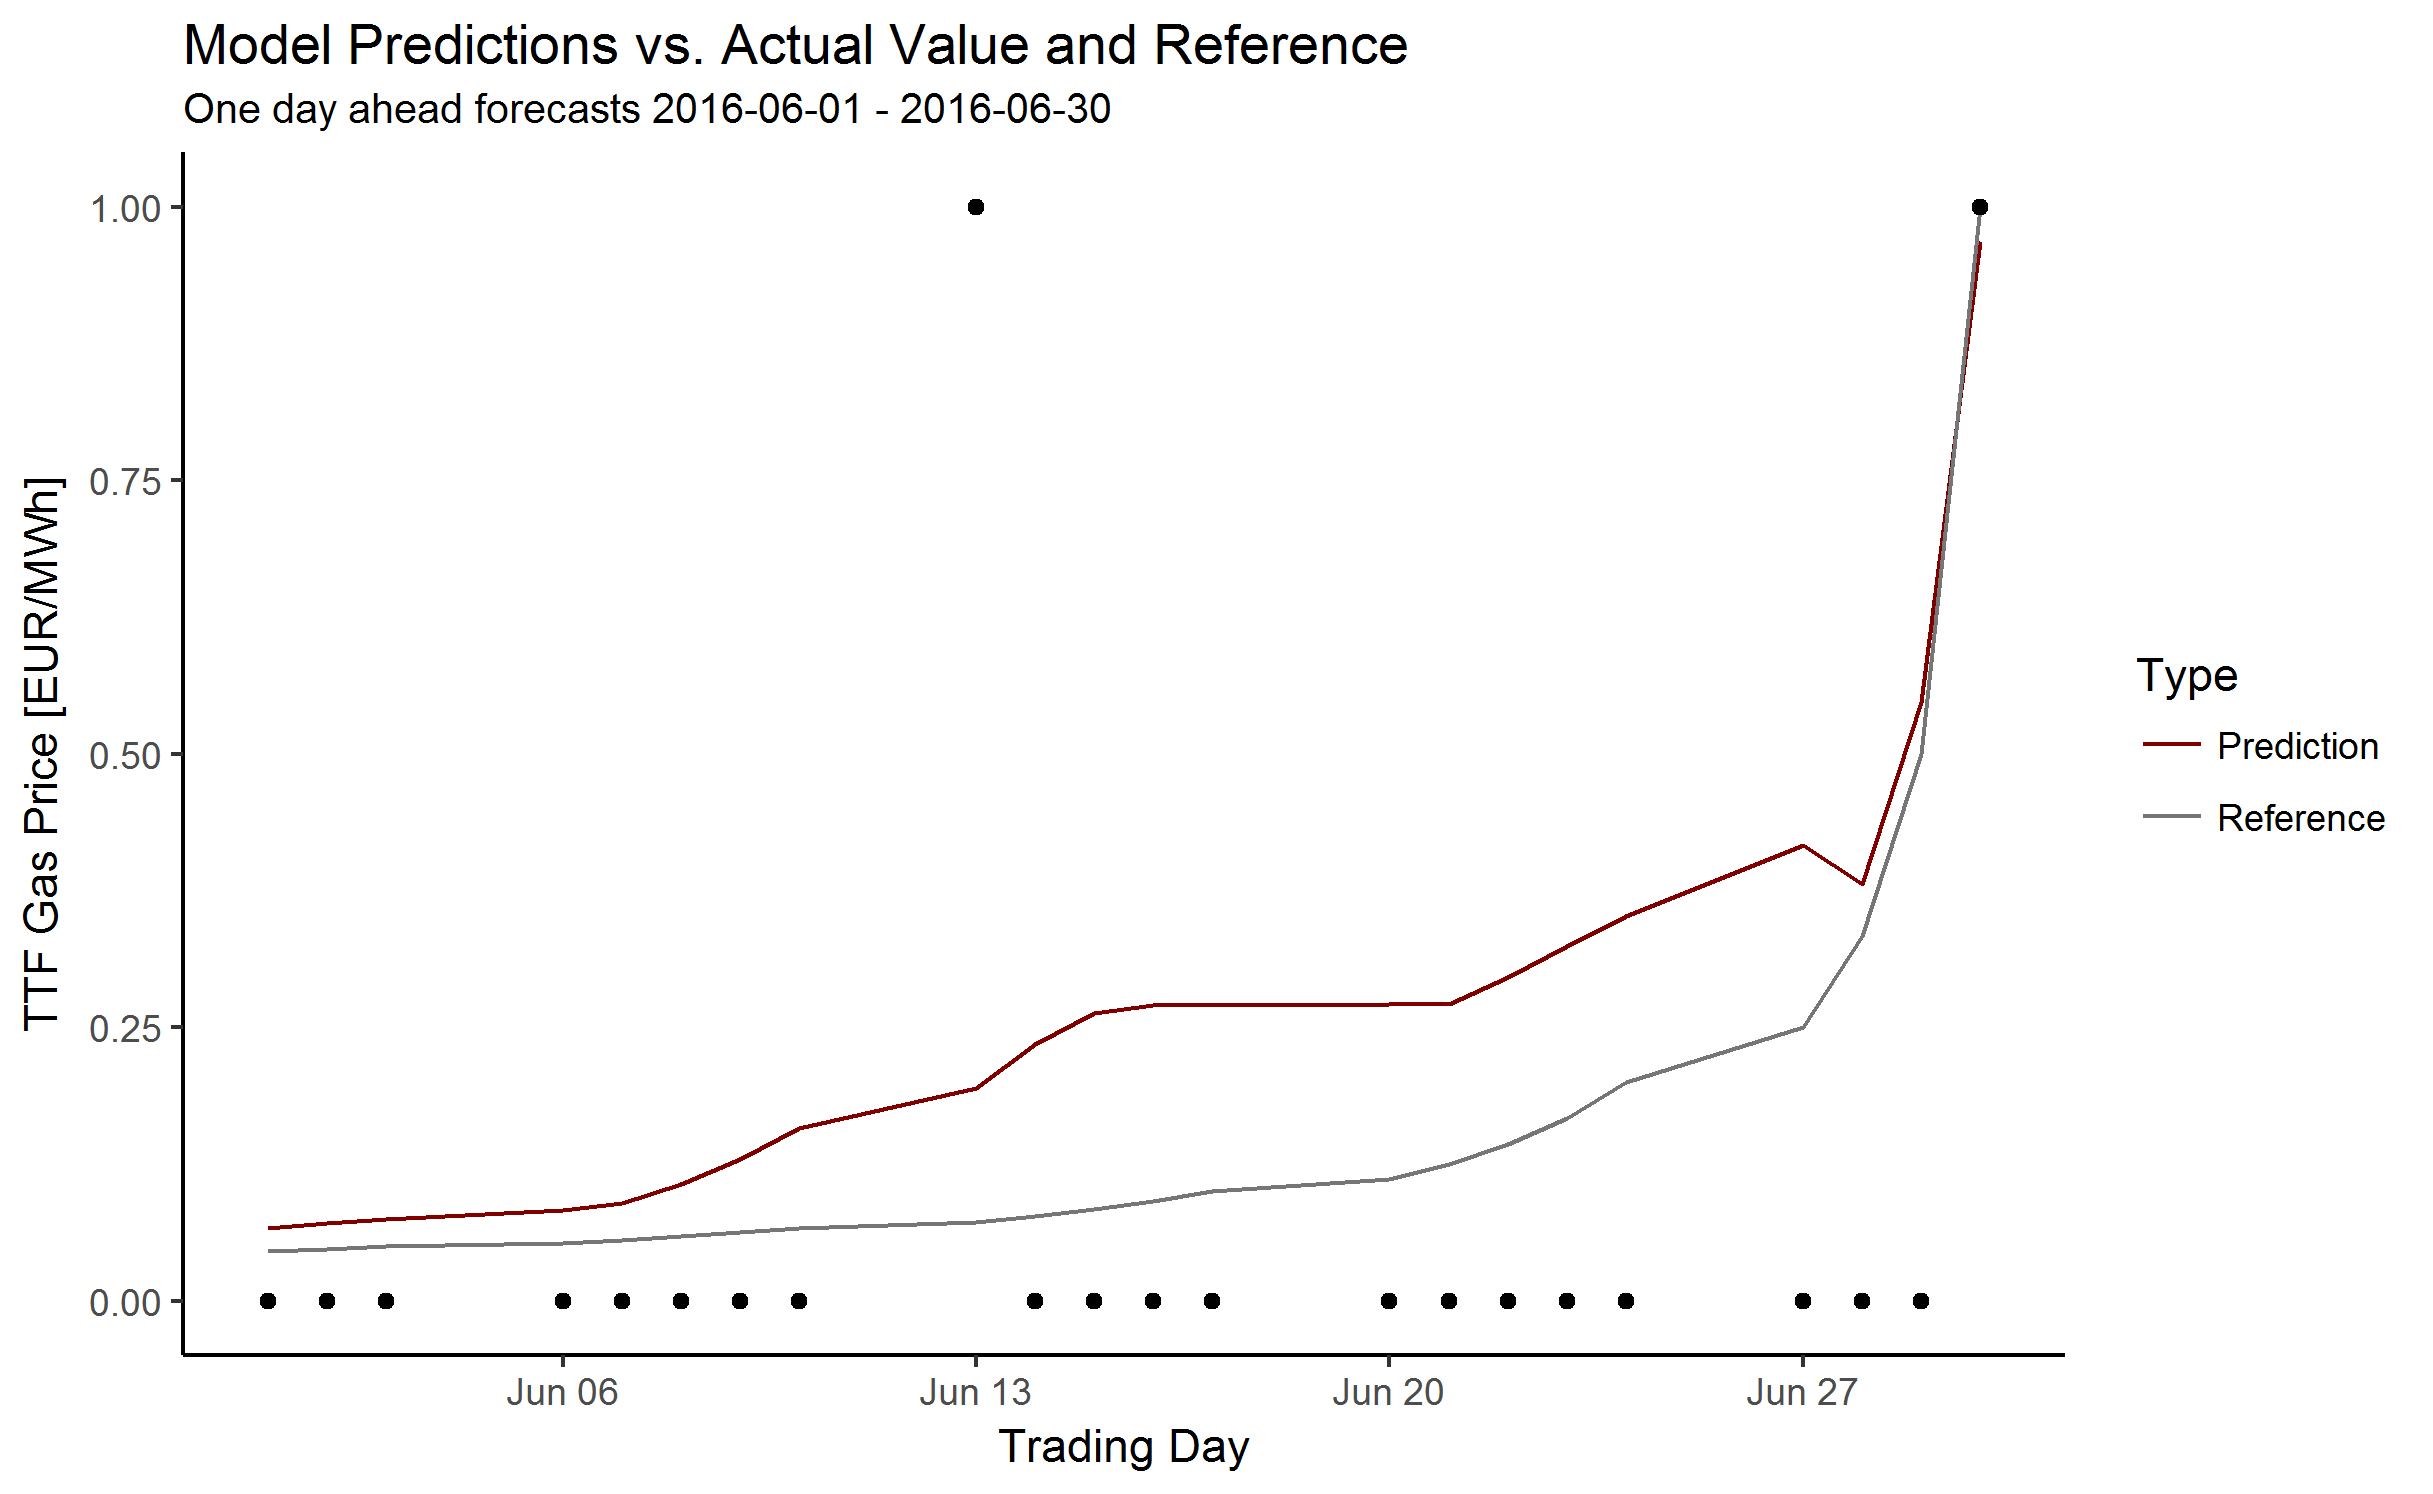 Model Predictions vs. Actual Value and Reference
One day ahead forecasts 2016-06-01 - 2016-06-30
TTF Gas Price [EUR/MWh]
1.00
0.75
0.50
0.25
0.00
Jun 06
Jun 13
Jun 20
Jun 27
Trading Day
Type
Prediction
Reference